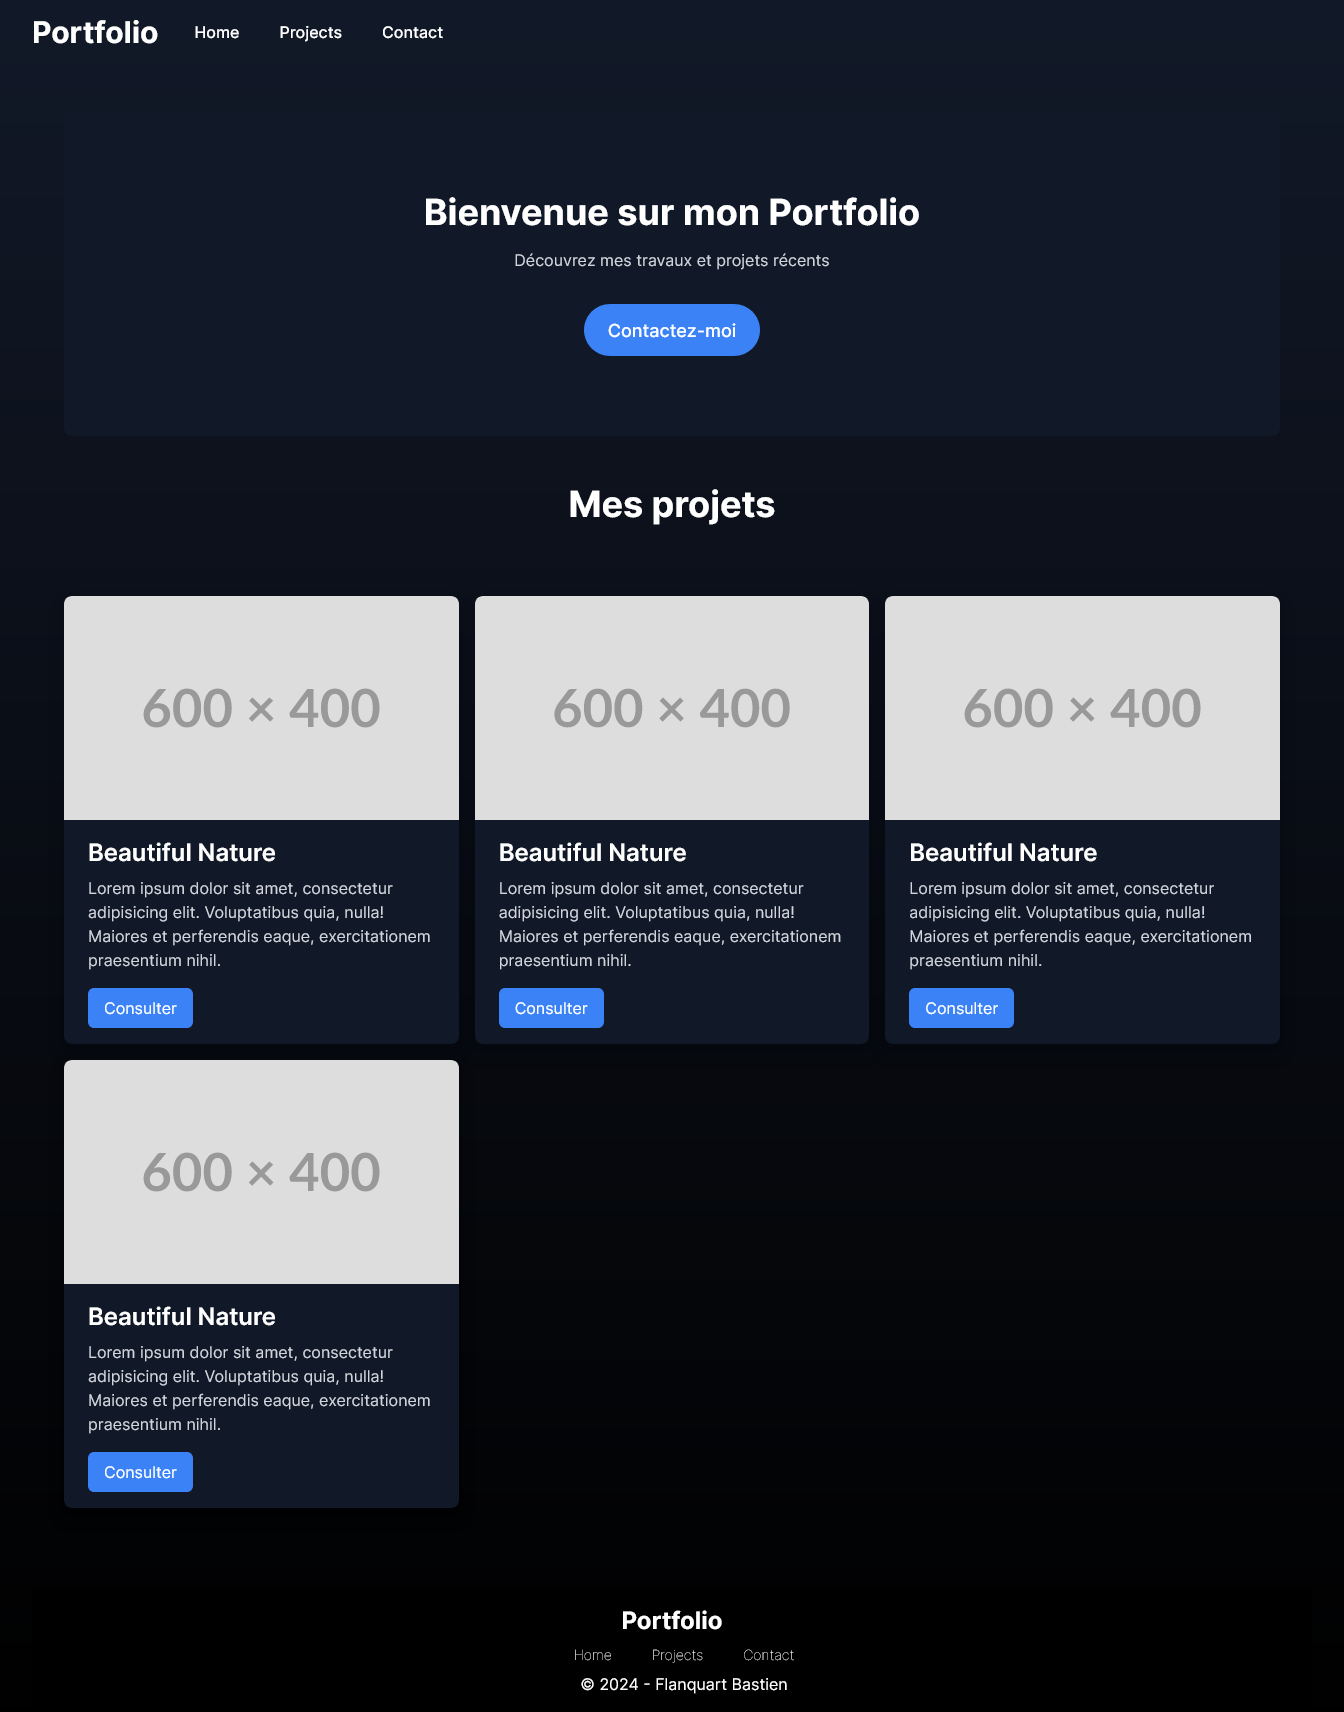 Portfolio Home Projects Contact
Bienvenue sur mon Portfolio
Découvrez mes travaux et projets récents
Contactez-moi
Mes projets
600 × 400
Beautiful Nature
Lorem ipsum dolor sit amet, consectetur
adipisicing elit. Voluptatibus quia, nulla!
Maiores et perferendis eaque, exercitationem
praesentium nihil.
Consulter
600 × 400
Beautiful Nature
Lorem ipsum dolor sit amet, consectetur
adipisicing elit. Voluptatibus quia, nulla!
Maiores et perferendis eaque, exercitationem
praesentium nihil.
Consulter
600 × 400
Beautiful Nature
Lorem ipsum dolor sit amet, consectetur
adipisicing elit. Voluptatibus quia, nulla!
Maiores et perferendis eaque, exercitationem
praesentium nihil.
Consulter
600 × 400
Beautiful Nature
Lorem ipsum dolor sit amet, consectetur
adipisicing elit. Voluptatibus quia, nulla!
Maiores et perferendis eaque, exercitationem
praesentium nihil.
Consulter
Portfolio
Home Projects Contact
© 2024 - Flanquart Bastien